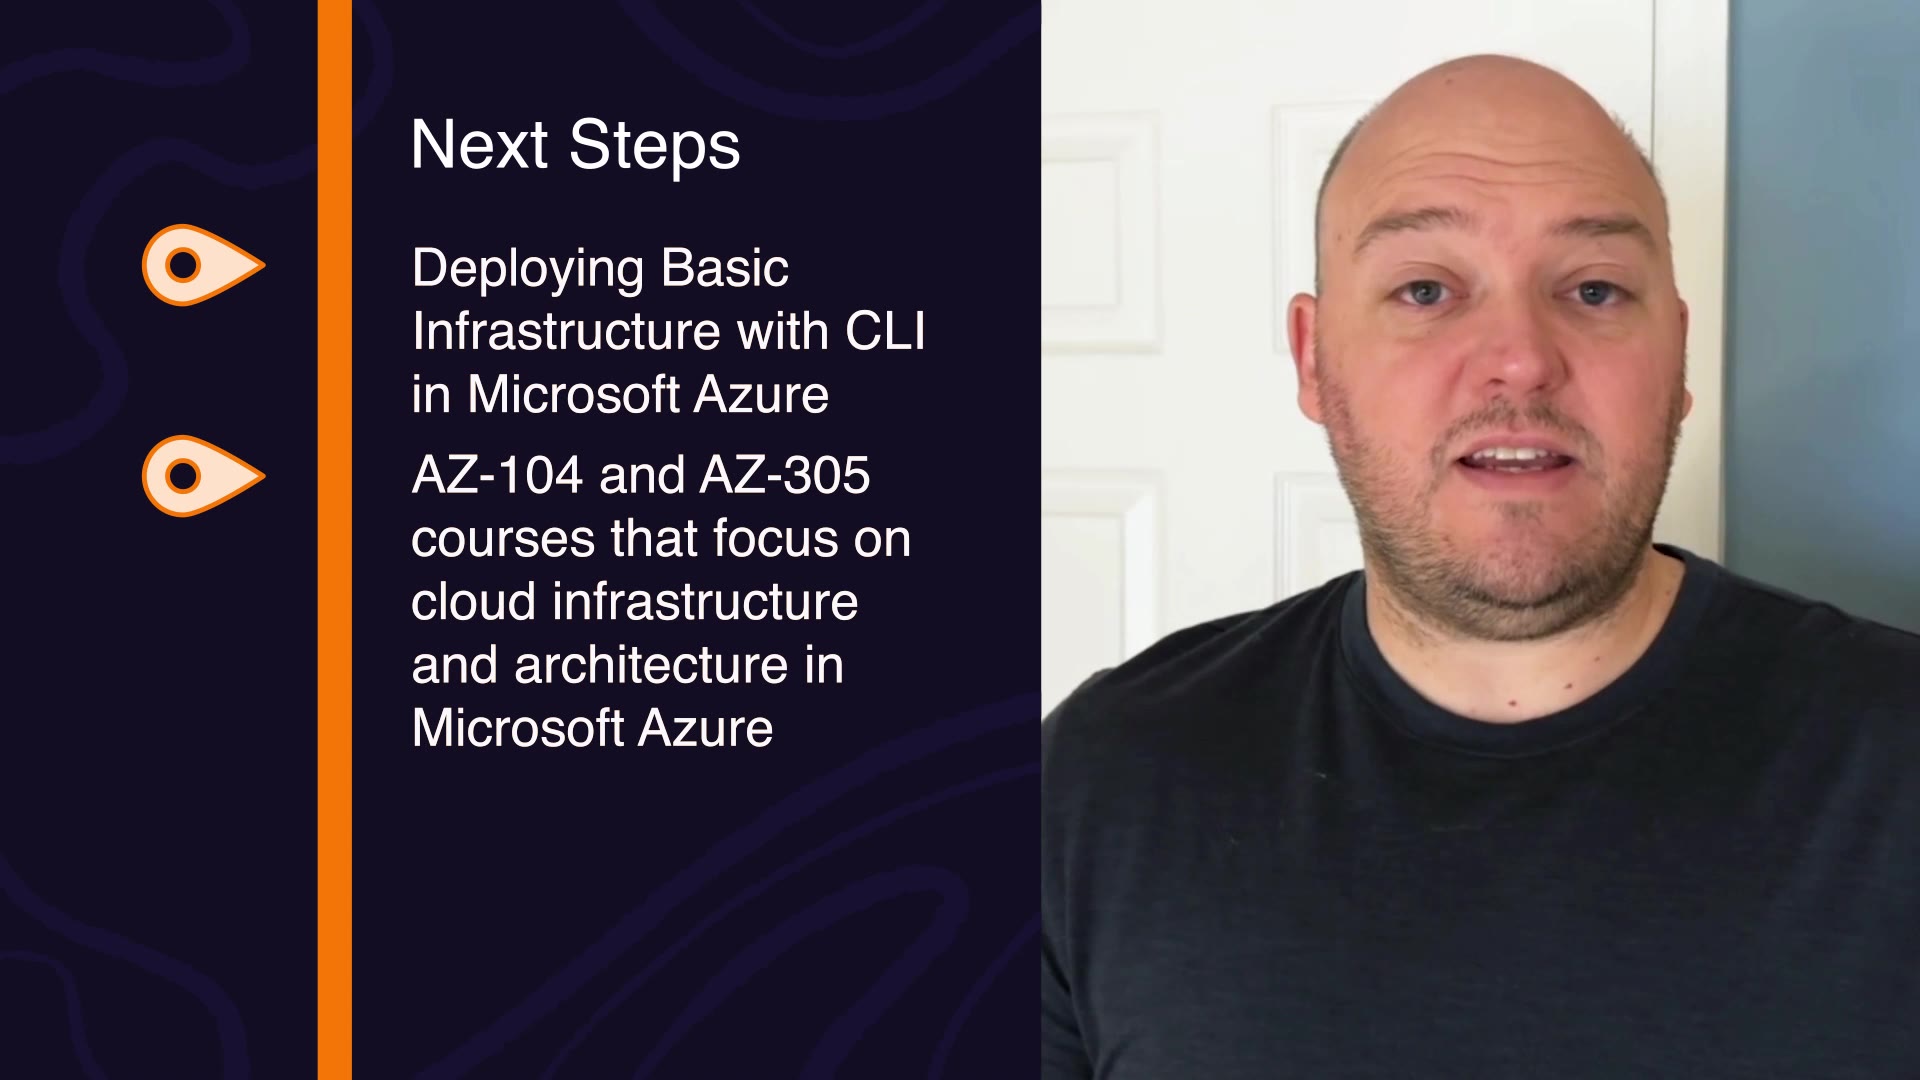 Next Steps
Deploying Basic
Infrastructure with CLI
in Microsoft Azure
AZ-104 and AZ-305
courses that focus on
cloud infrastructure
and architecture in
Microsoft Azure